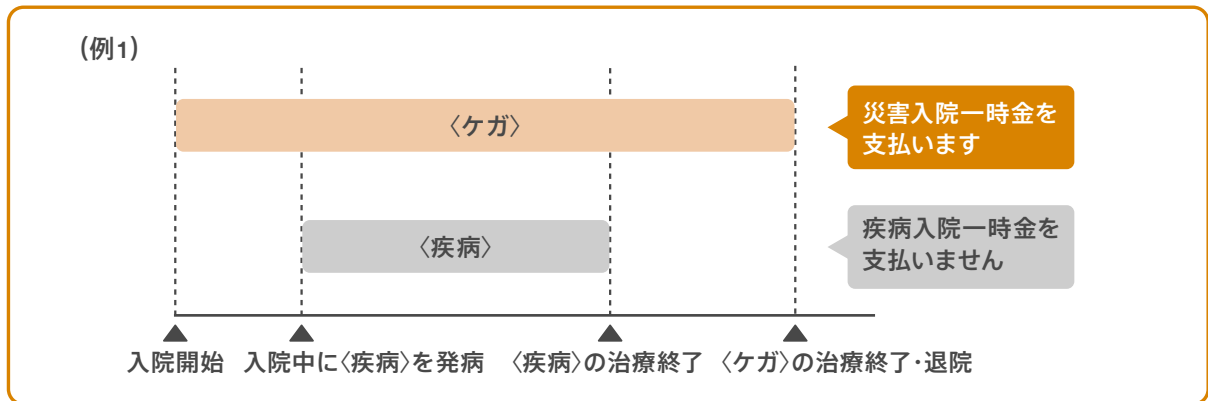 (例1)
〈ケガ〉
災害入院一時金を
支払います
〈疾病〉
疾病入院一時金を
支払いません
入院開始
入院中に〈疾病〉を発病
〈疾病〉の治療終了
〈ケガ〉の治療終了・退院